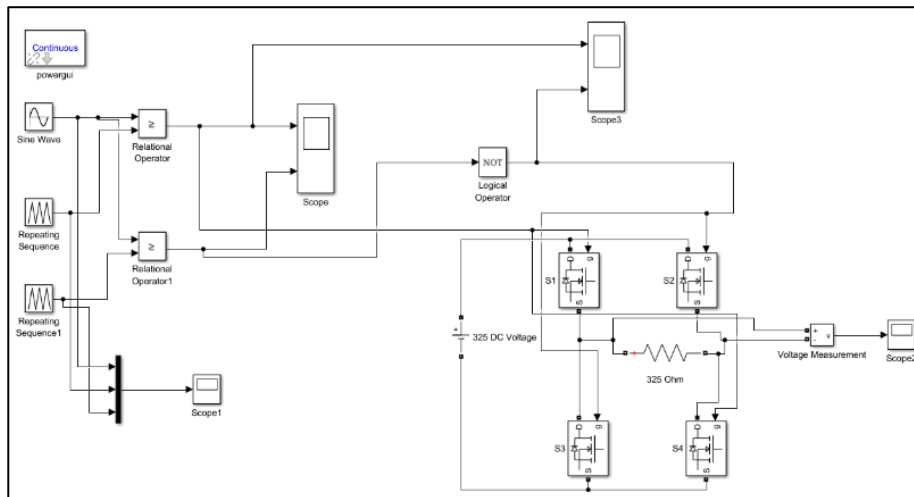 Continuous
powergui
Sine Wave
≥
Relational
Operator
Scope
Scope3
NOT
Logical
Operator
Repeating
Sequence
≥
Relational
Operator1
Repeating
Sequence1
Scope1
325 DC Voltage
S1
D
g
S
S2
D
g
S
+
-
v
Voltage Measurement
Scope2
+
325 Ohm
S3
D
g
S
S4
D
g
S